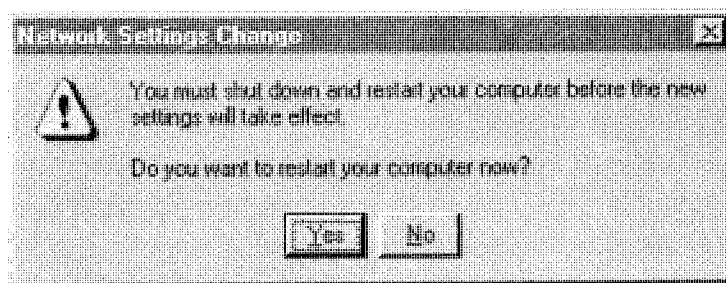 Network Settings Change
You must shut down and restart your computer before the new
settings will take effect.
Do you want to restart your computer now?
Yes
No